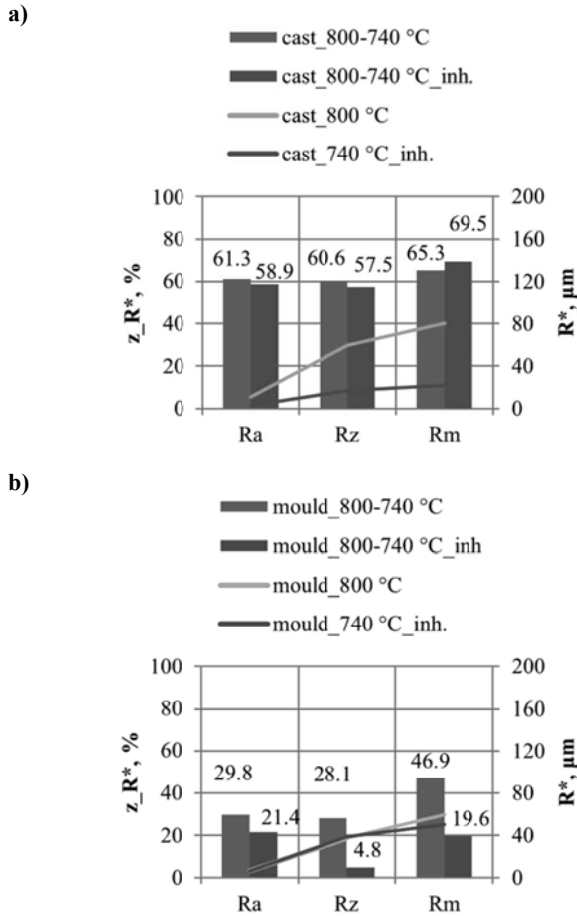 a)
cast_800-740 °C
cast_800-740 °C_inh.
cast_800 °C
cast_740 °C_inh.
100 200
69.5
80 65.3 160
61.3 58.9 60.6 57.5
60 120
40 80
20 40
0 0
z_R*, %
R*, µm
Ra Rz Rm
b)
mould_800-740 °C
mould_800-740 °C_inh
mould_800 °C
mould_740 °C_inh.
100 200
80 160
60 120
46.9
40 80
29.8 28.1
21.4 19.6
20 40
4.8
0 0
z_R*, %
R*, µm
Ra Rz Rm